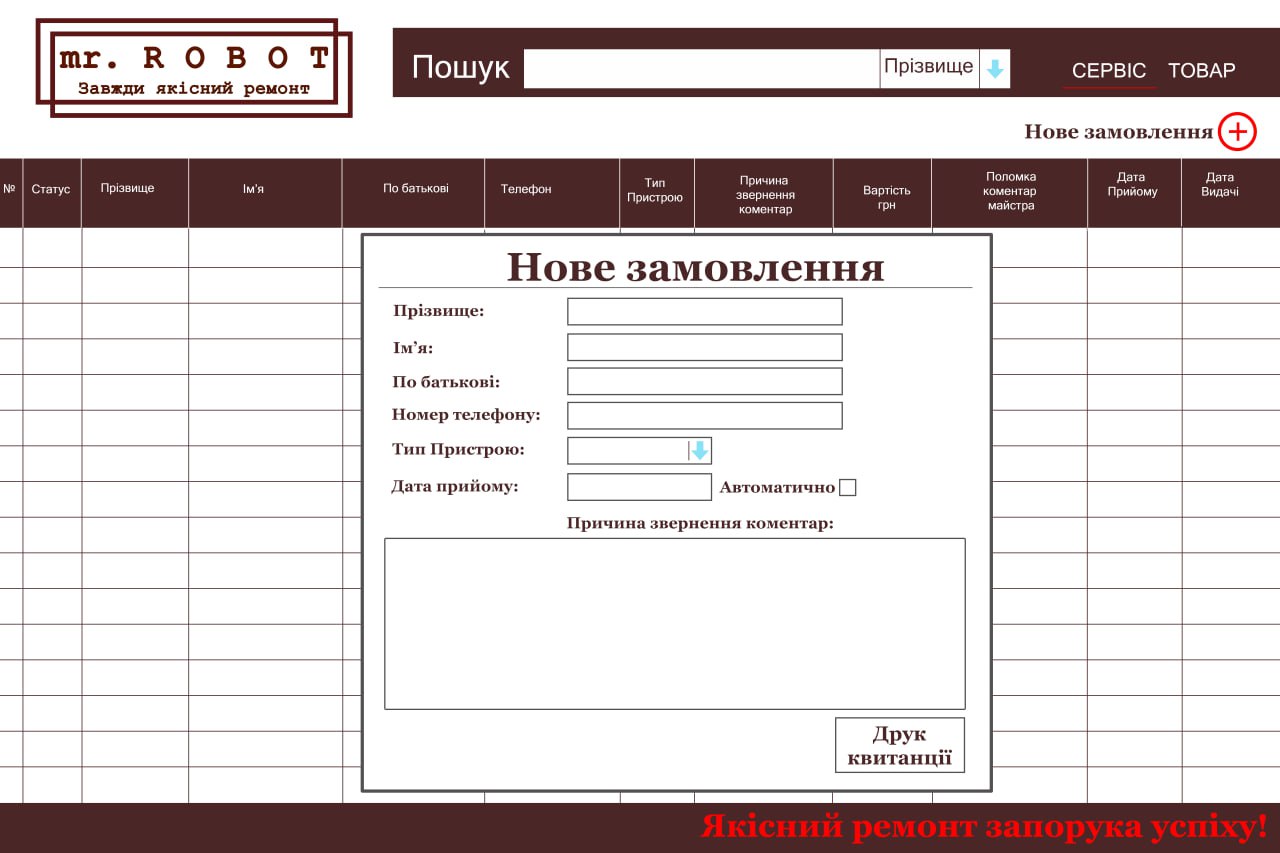 mr. R O B O T
Завжди якісний ремонт
Пошук
Прізвище
СЕРВІС
ТОВАР
Нове замовлення
№
Статус
Прізвище
Ім'я
По батькові
Телефон
Тип
Пристрою
Причина
звернення
коментар
Вартість
грн
Поломка
коментар
майстра
Дата
Прийому
Дата
Видачі
Нове замовлення
Прізвище:
Ім’я:
По батькові:
Номер телефону:
Тип Пристрою:
Дата прийому:
Автоматично
Причина звернення коментар:
Друк
квитанції
Якісний ремонт запорука успіху!